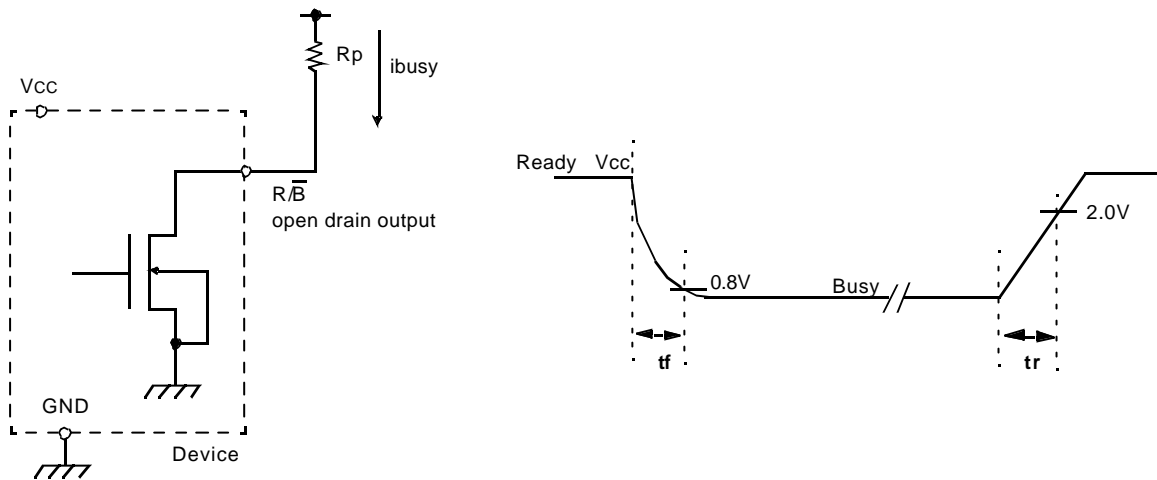 Rp
ibusy
Vcc
R/B̅
open drain output
GND
Device
Ready Vcc
2.0V
0.8V
Busy
tf
tr